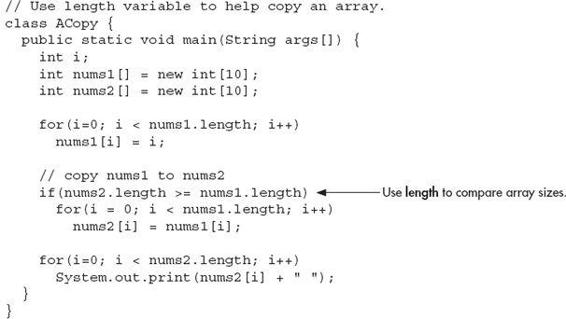 // Use length variable to help copy an array.
class ACopy {
  public static void main(String args[]) {
    int i;
    int nums1[] = new int[10];
    int nums2[] = new int[10];

    for(i=0; i < nums1.length; i++)
      nums1[i] = i;

    // copy nums1 to nums2
    if(nums2.length >= nums1.length) Use length to compare array sizes.
      for(i = 0; i < nums1.length; i++)
        nums2[i] = nums1[i];

    for(i=0; i < nums2.length; i++)
      System.out.print(nums2[i] + " ");
  }
}